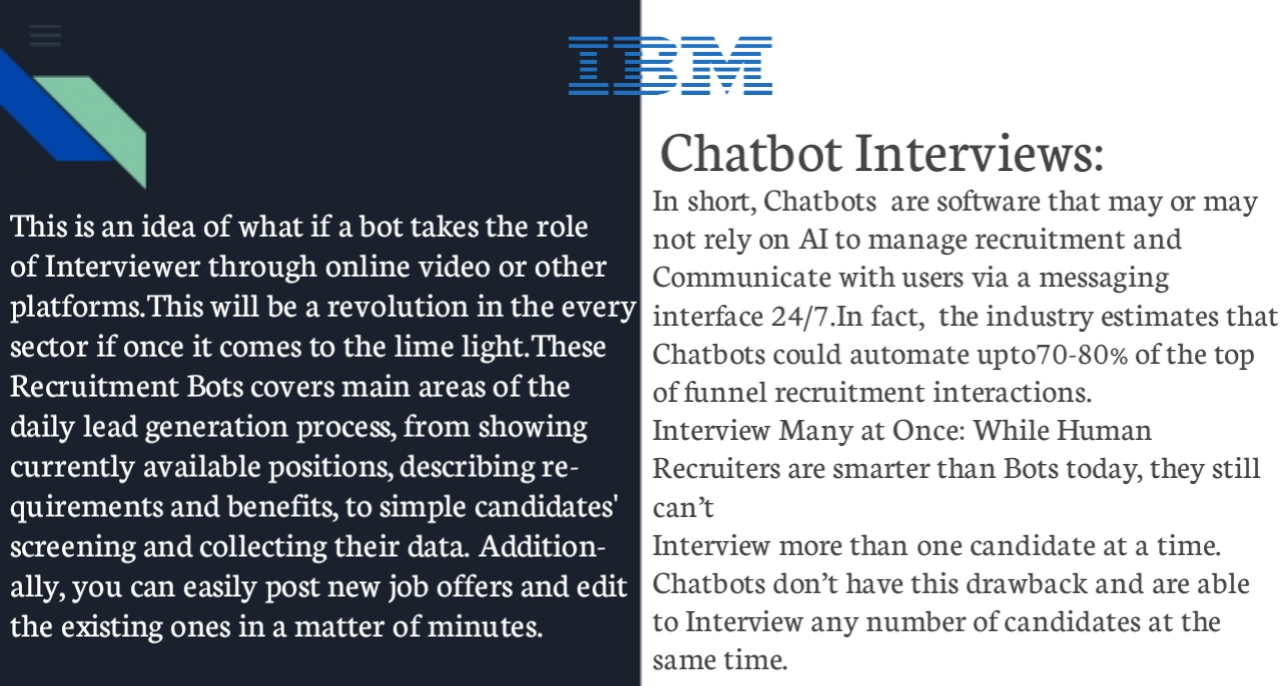 IBM
This is an idea of what if a bot takes the role
of Interviewer through online video or other
platforms.This will be a revolution in the every
sector if once it comes to the lime light.These
Recruitment Bots covers main areas of the
daily lead generation process, from showing
currently available positions, describing re-
quirements and benefits, to simple candidates'
screening and collecting their data. Addition-
ally, you can easily post new job offers and edit
the existing ones in a matter of minutes.
Chatbot Interviews:
In short, Chatbots  are software that may or may
not rely on AI to manage recruitment and
Communicate with users via a messaging
interface 24/7.In fact,  the industry estimates that
Chatbots could automate upto70-80% of the top
of funnel recruitment interactions.
Interview Many at Once: While Human
Recruiters are smarter than Bots today, they still
can’t
Interview more than one candidate at a time.
Chatbots don’t have this drawback and are able
to Interview any number of candidates at the
same time.